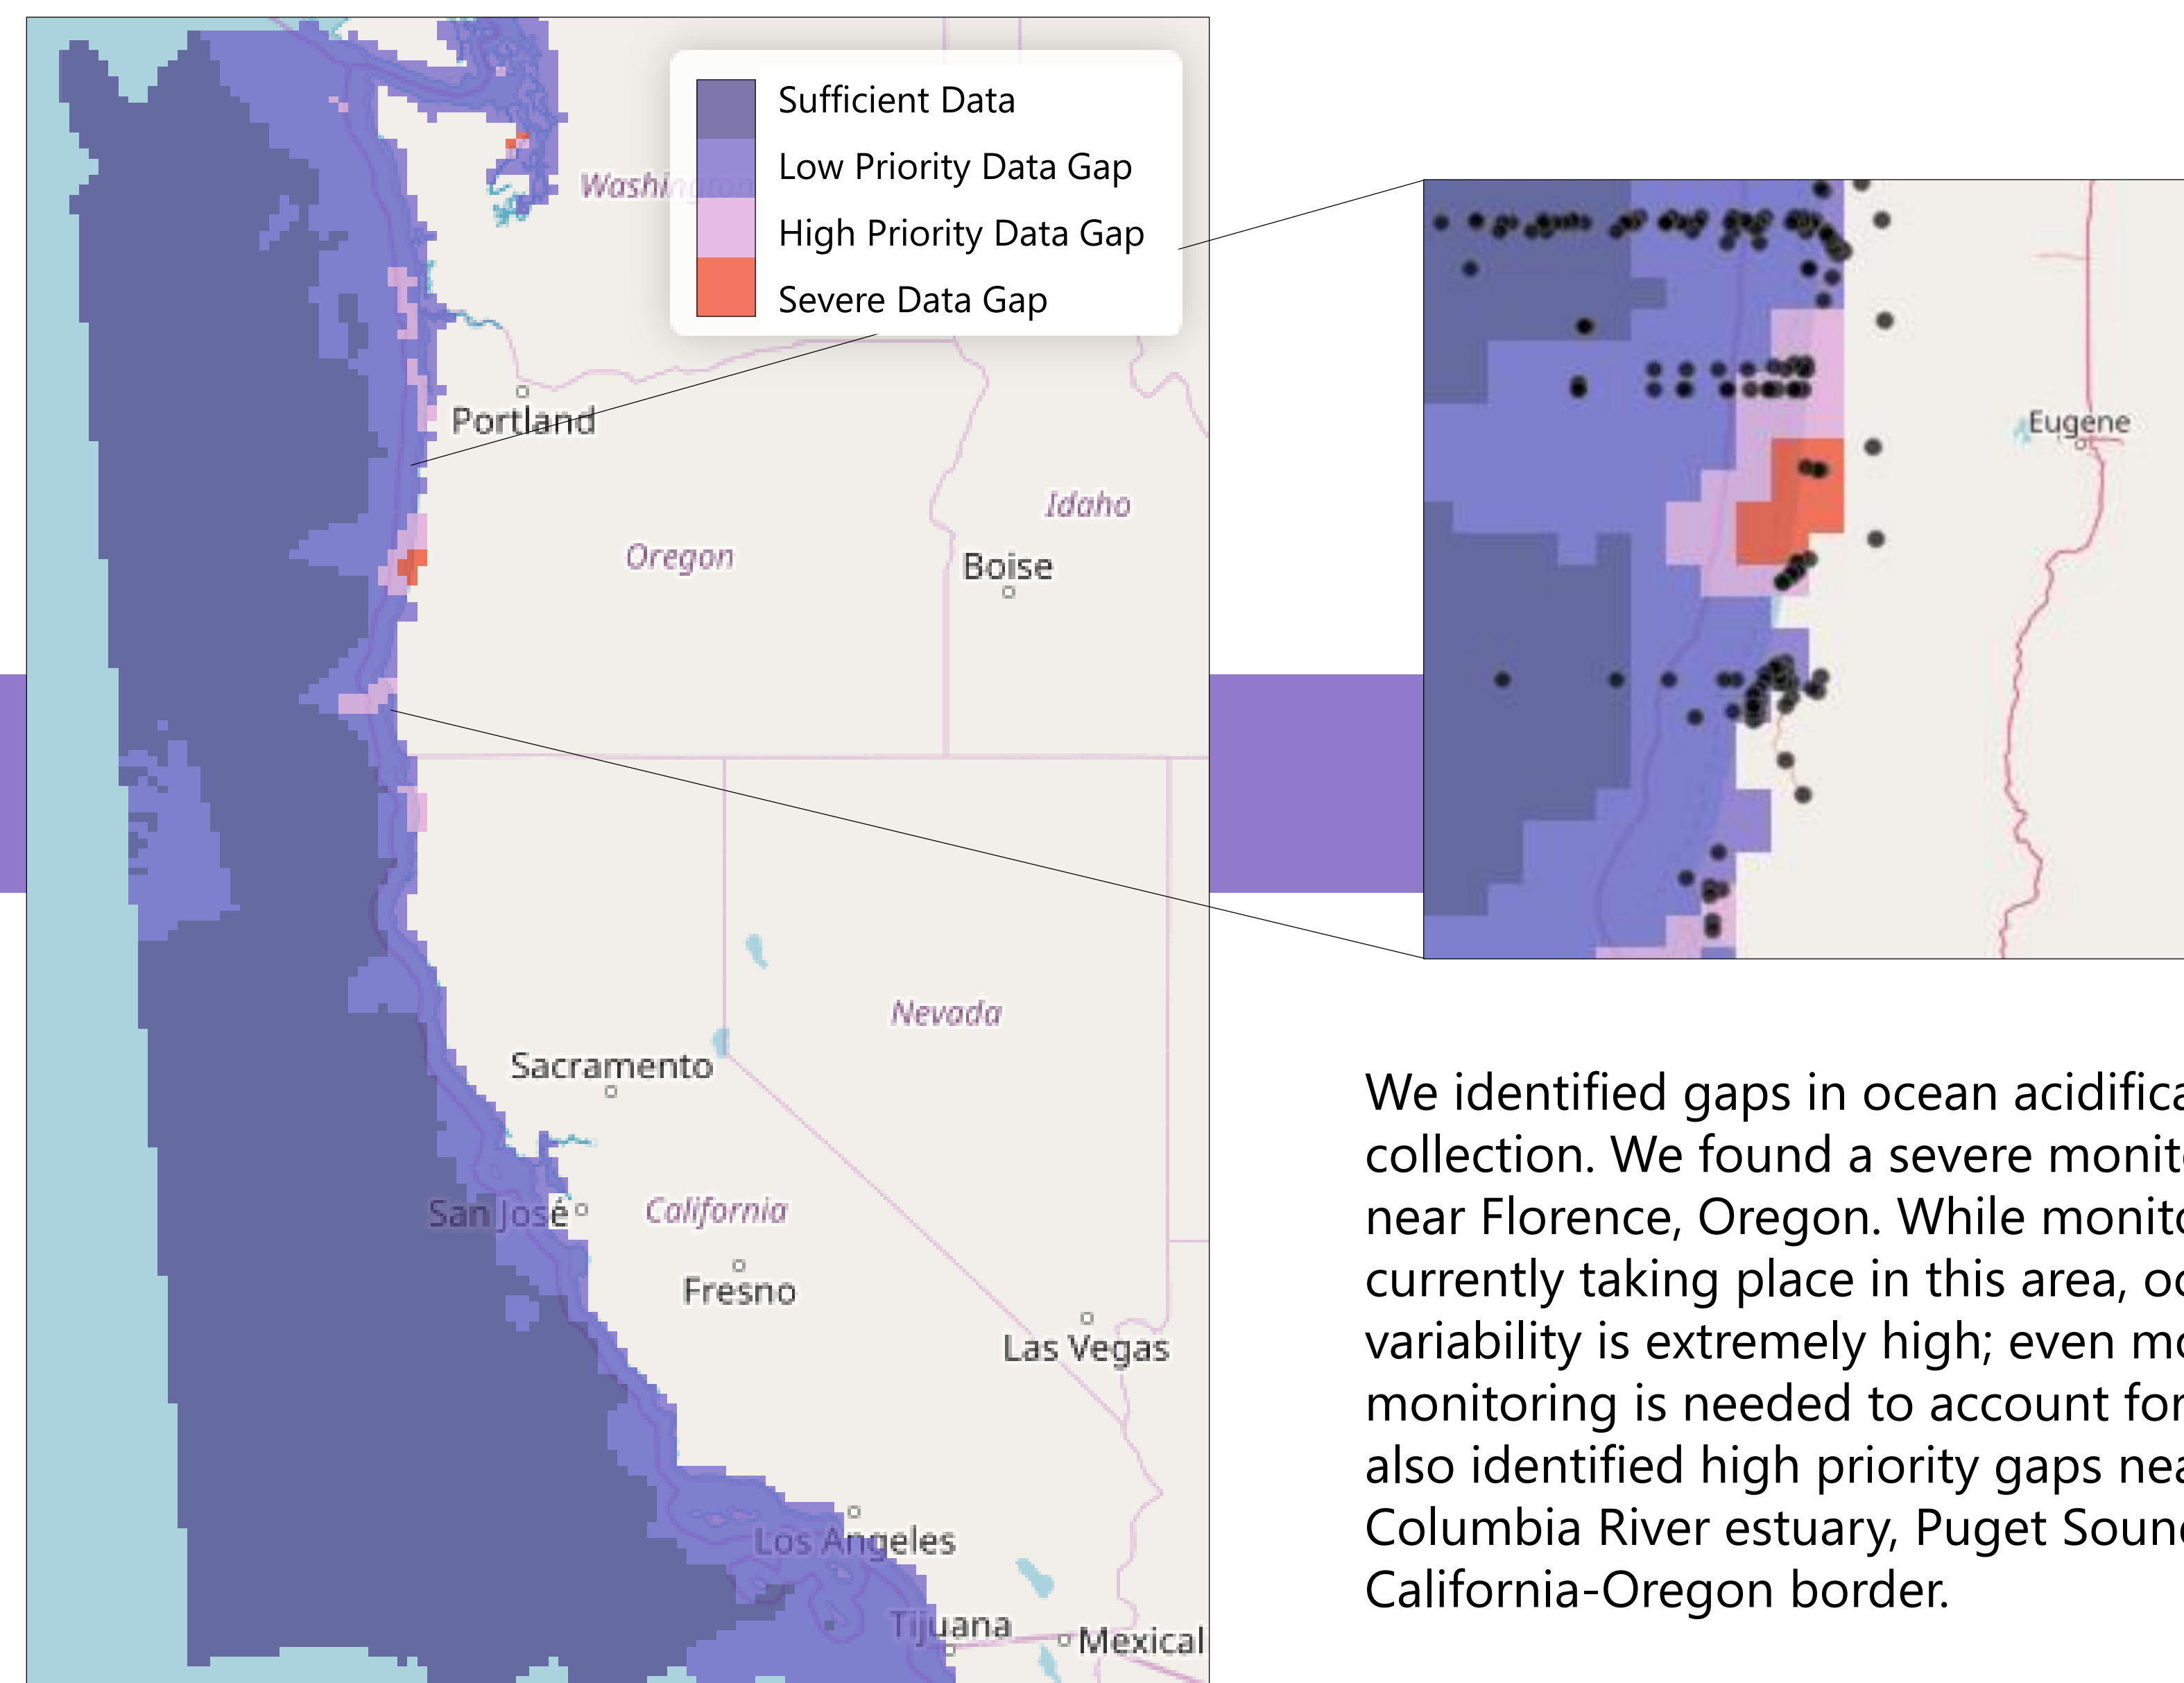 Sufficient Data
Low Priority Data Gap
High Priority Data Gap
Severe Data Gap
Washington
Portland
Oregon
Idaho
Boise
Nevada
Sacramento
San José
California
Fresno
Las Vegas
Los Angeles
Tijuana
Mexical
Eugene
We identified gaps in ocean acidifica
collection. We found a severe monit
near Florence, Oregon. While monito
currently taking place in this area, oc
variability is extremely high; even mo
monitoring is needed to account for
also identified high priority gaps nea
Columbia River estuary, Puget Sound
California-Oregon border.